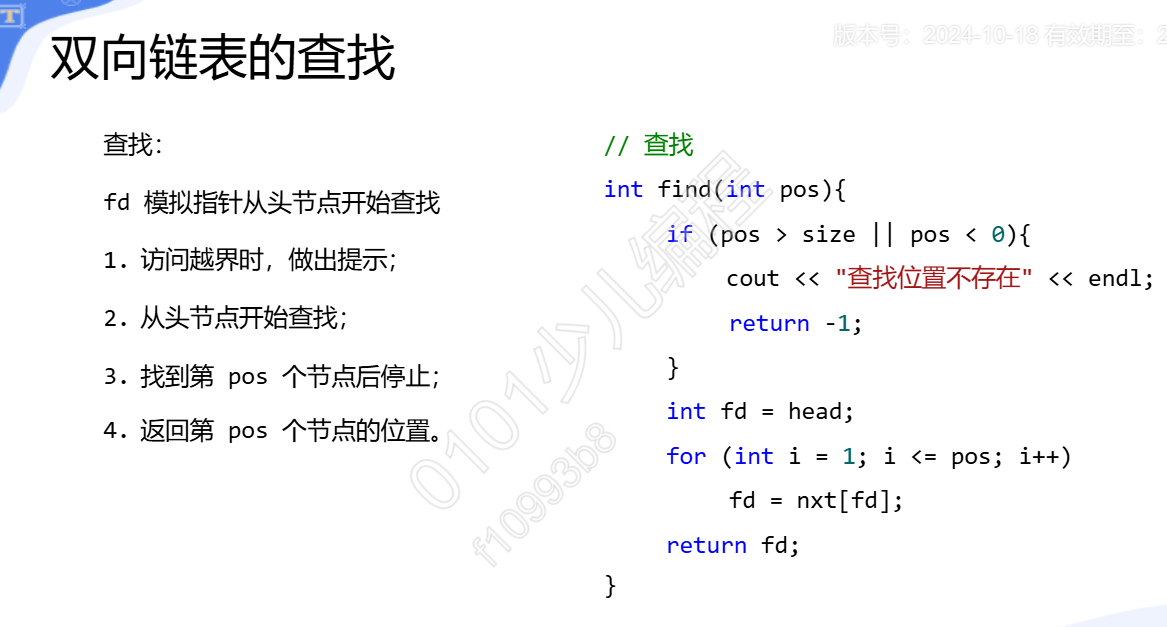 版本号：2024-10-18 有效期至：2
双向链表的查找
查找：
fd 模拟指针从头节点开始查找
1. 访问越界时，做出提示；
2. 从头节点开始查找；
3. 找到第 pos 个节点后停止；
4. 返回第 pos 个节点的位置。
// 查找
int find(int pos){
if (pos > size || pos < 0){
cout << "查找位置不存在" << endl;
return -1;
}
int fd = head;
for (int i = 1; i <= pos; i++)
fd = nxt[fd];
return fd;
}
0101少儿编程
f10993b8